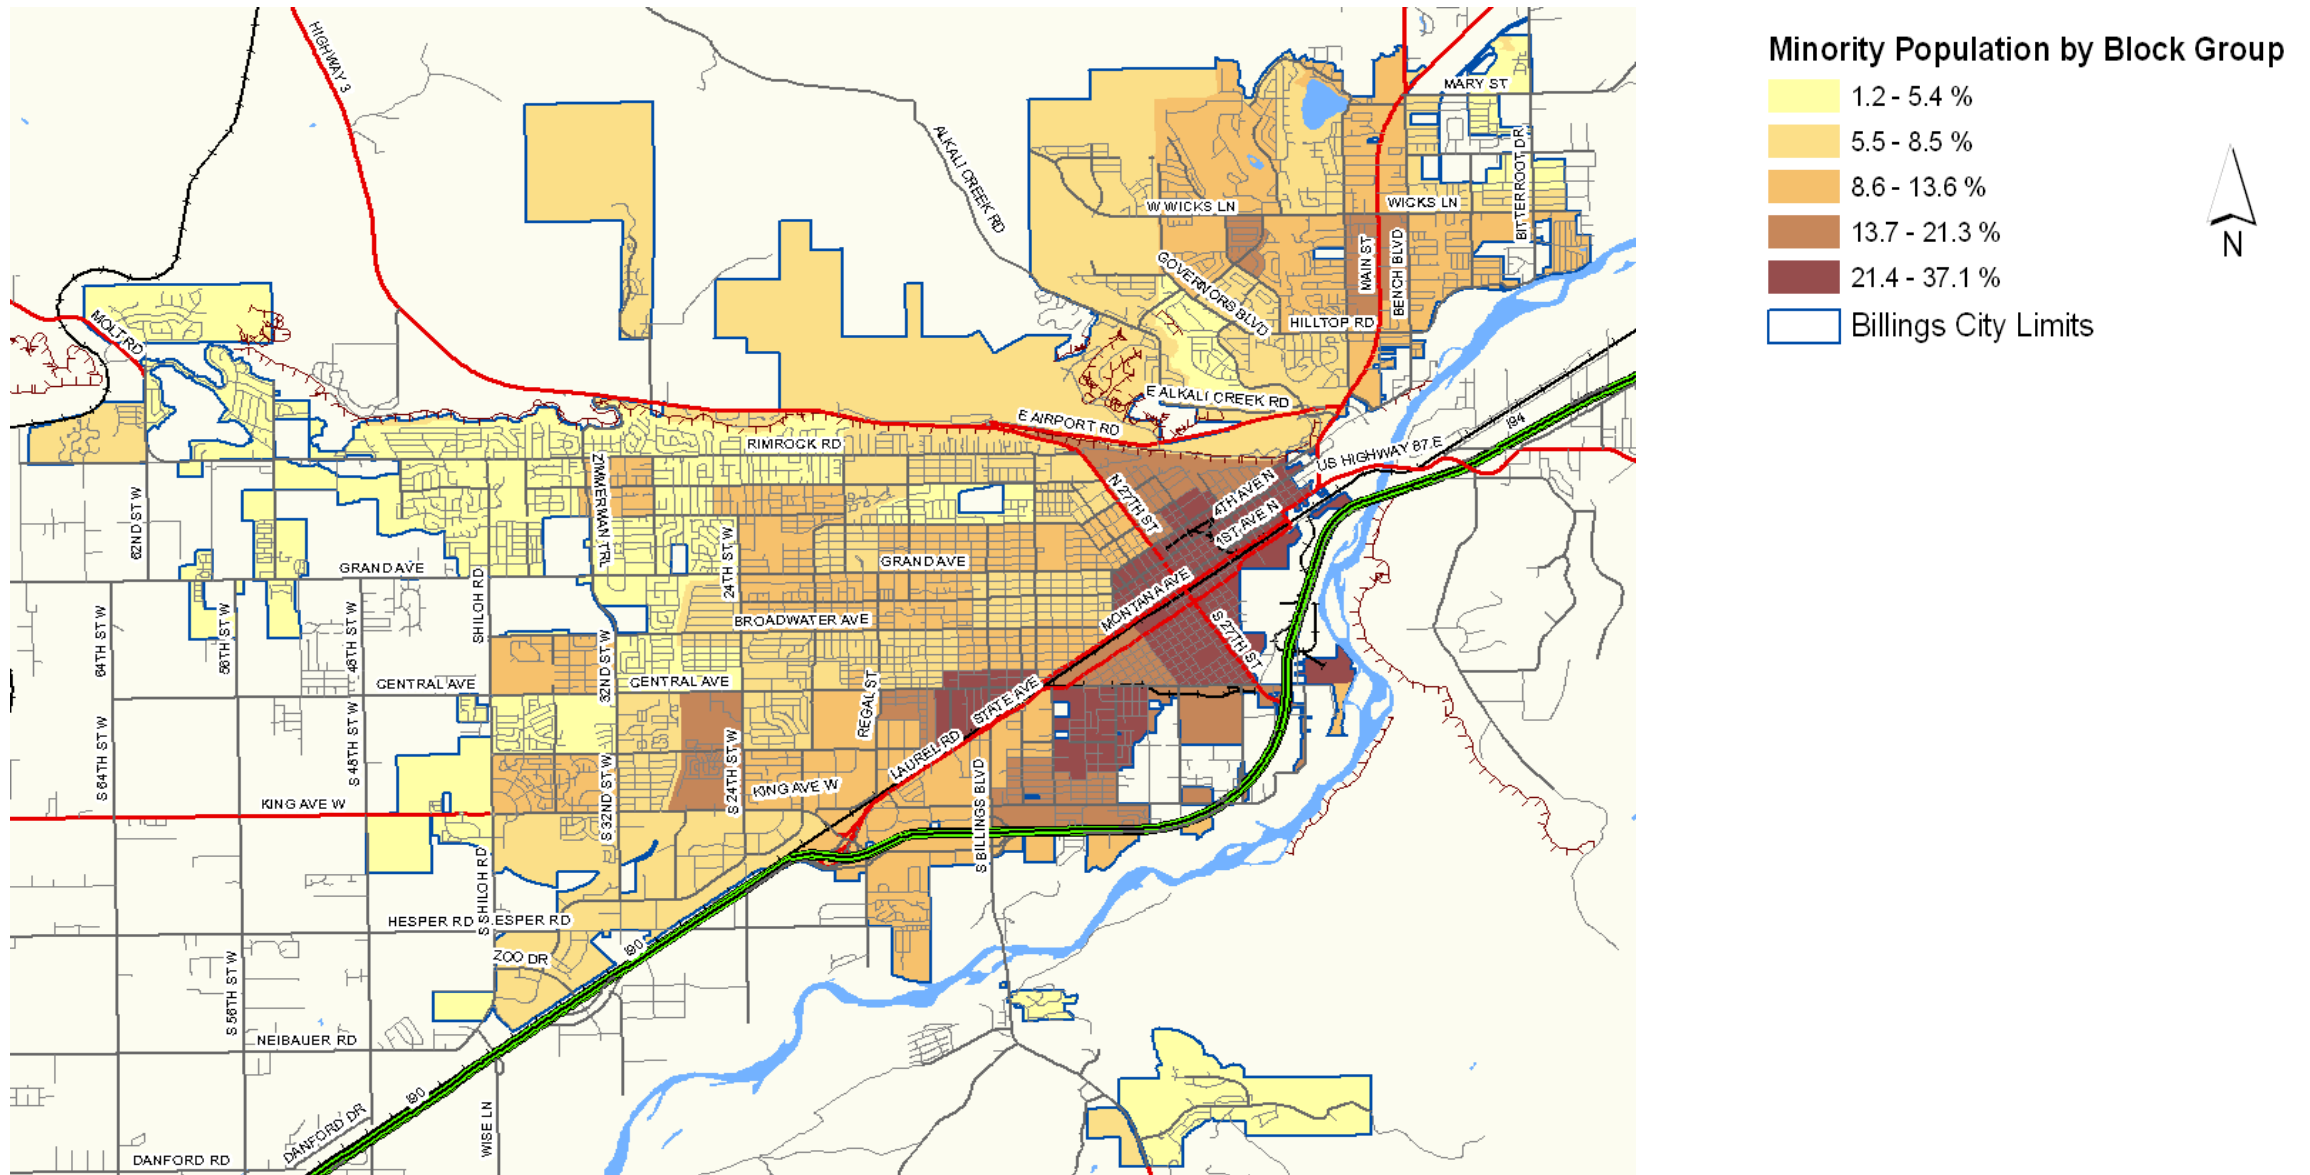 Minority Population by Block Group
1.2 - 5.4 %
5.5 - 8.5 %
8.6 - 13.6 %
13.7 - 21.3 %
21.4 - 37.1 %
Billings City Limits
N
HIGHWAY 3
ALKALI CREEK RD
MARY ST
BITTERROOT DR
W WICKS LN
WICKS LN
MAIN ST
BENCH BLVD
GOVERNORS BLVD
HILLTOP RD
MOLT RD
E ALKALI CREEK RD
E AIRPORT RD
RIMROCK RD
US HIGHWAY 87 E
I94
ZIMMERMAN TRL
62ND ST W
N 27TH ST
4TH AVE N
1ST AVE N
24TH ST W
GRAND AVE
GRAND AVE
SHILOH RD
MONTANA AVE
64TH ST W
56TH ST W
48TH ST W
BROADWATER AVE
S 27TH ST
32ND ST W
CENTRAL AVE
CENTRAL AVE
REGAL ST
STATE AVE
S 64TH ST W
S 48TH ST W
LAUREL RD
S 32ND ST W
S 24TH ST W
KING AVE W
KING AVE W
S BILLINGS BLVD
S SHILOH RD
HESPER RD
ESPER RD
I90
ZOO DR
S 56TH ST W
NEIBAUER RD
I90
DANFORD DR
WISE LN
DANFORD RD